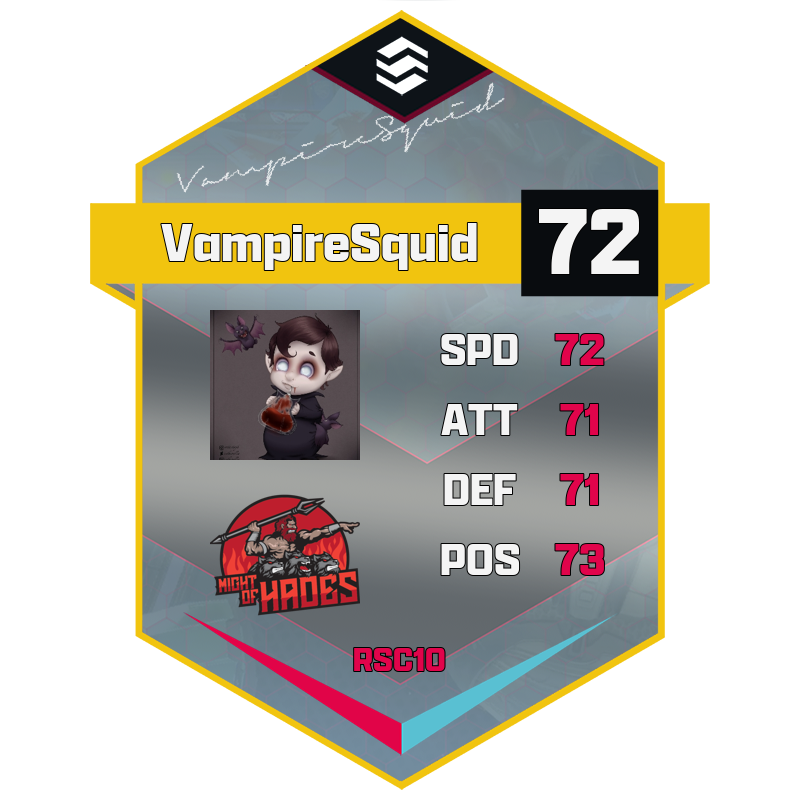 VampireSquid
VampireSquid 72
SPD 72
ATT 71
DEF 71
POS 73
MIGHT
OF HADES
RSC10